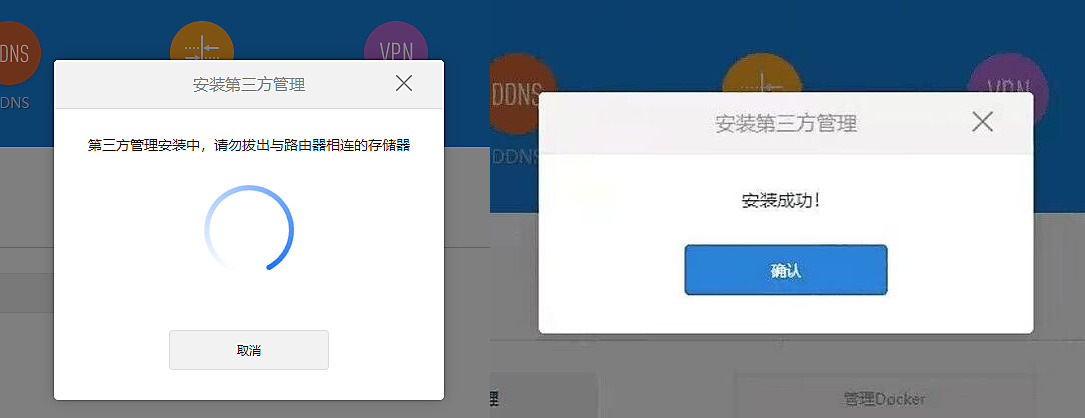 DNS
VPN
DNS
安装第三方管理
第三方管理安装中，请勿拔出与路由器相连的存储器
取消
DDNS
VPN
DDNS
安装第三方管理
安装成功！
确认
理
管理Docker